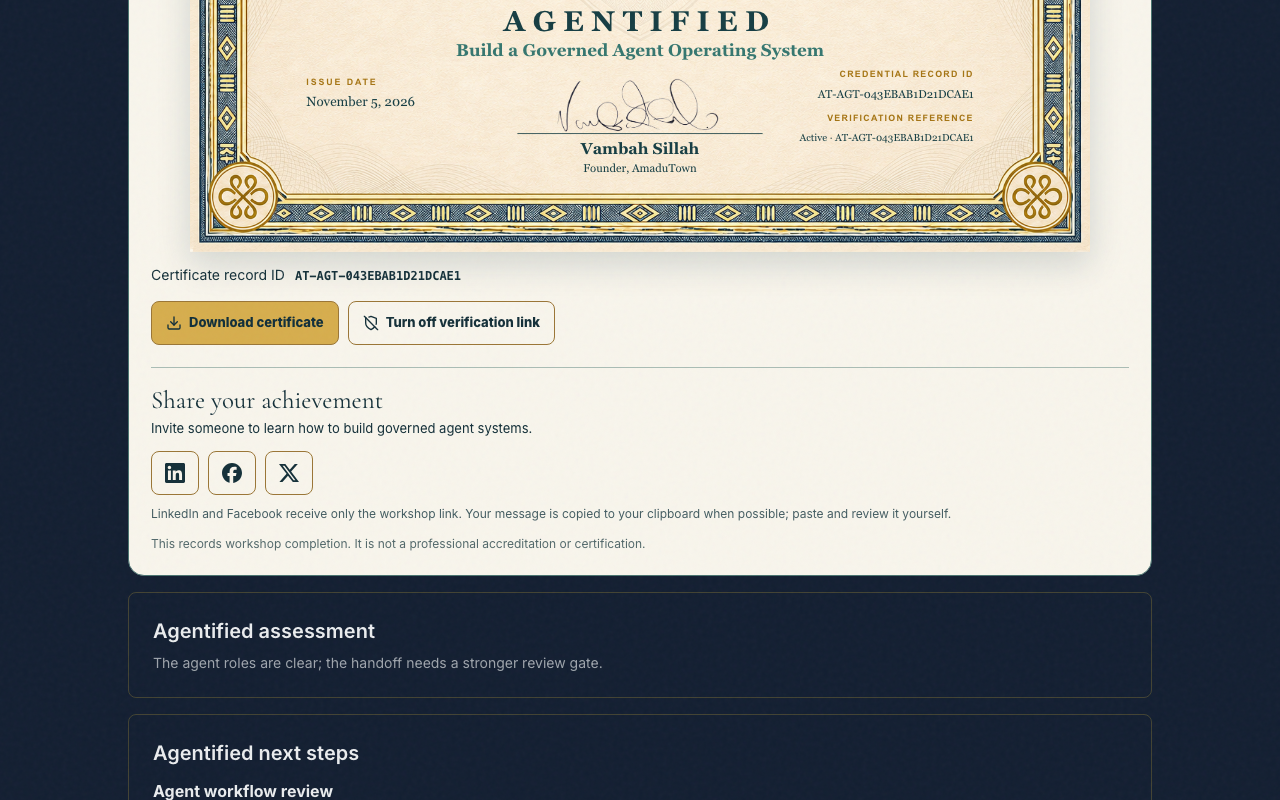 AGENTIFIED
Build a Governed Agent Operating System
ISSUE DATE
November 5, 2026
CREDENTIAL RECORD ID
AT-AGT-043EBAB1D21DCAE1
VERIFICATION REFERENCE
Active · AT-AGT-043EBAB1D21DCAE1
Vambah Sillah
Founder, AmaduTown
Certificate record ID AT-AGT-043EBAB1D21DCAE1
Download certificate
Turn off verification link
Share your achievement
Invite someone to learn how to build governed agent systems.
LinkedIn and Facebook receive only the workshop link. Your message is copied to your clipboard when possible; paste and review it yourself.
This records workshop completion. It is not a professional accreditation or certification.
Agentified assessment
The agent roles are clear; the handoff needs a stronger review gate.
Agentified next steps
Agent workflow review